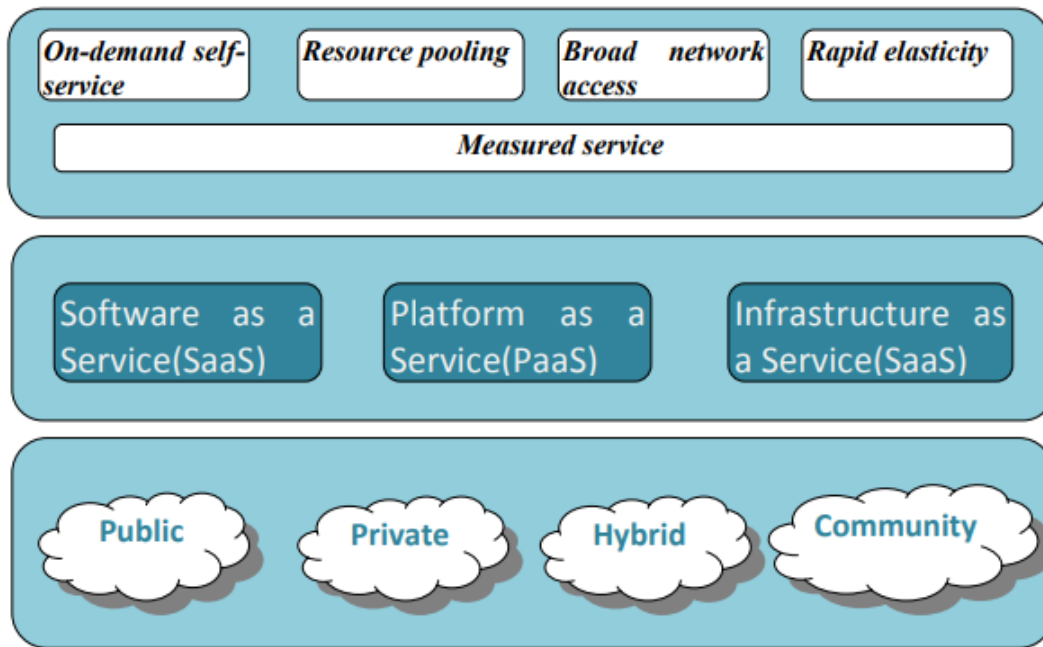 On-demand self-
service
Resource pooling
Broad network
access
Rapid elasticity
Measured service
Software as a
Service(SaaS)
Platform as a
Service(PaaS)
Infrastructure as
a Service(SaaS)
Public
Private
Hybrid
Community